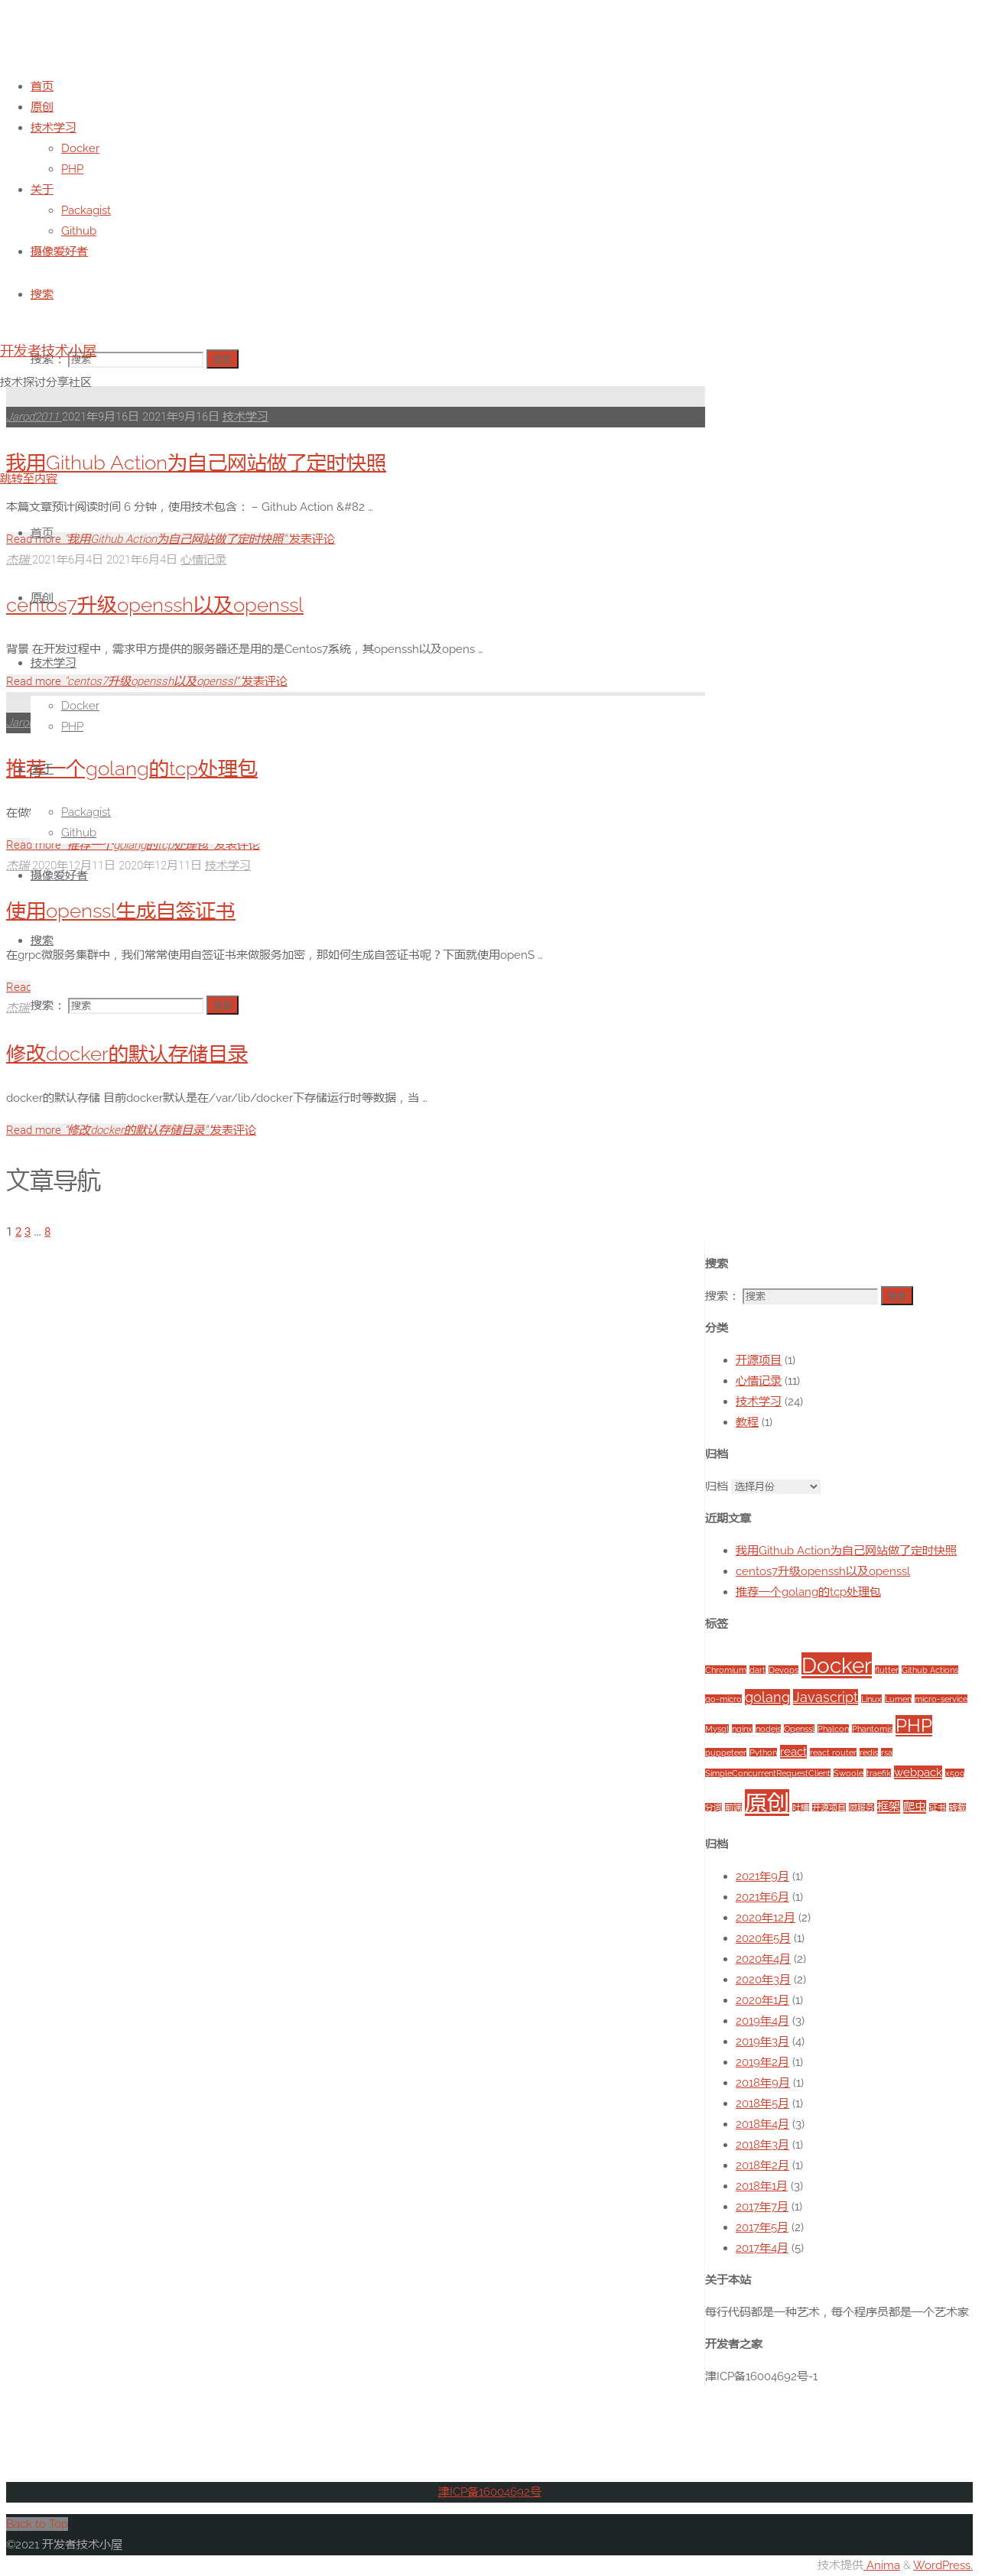 首页
原创
技术学习
Docker
PHP
关于
Packagist
Github
摄像爱好者
搜索
开发者技术小屋
搜索： 搜索
技术探讨分享社区
Jarod2011 2021年9月16日 2021年9月16日 技术学习
我用Github Action为自己网站做了定时快照
跳转至内容
本篇文章预计阅读时间 6 分钟，使用技术包含： – Github Action &#82 …
首页
Read more "我用Github Action为自己网站做了定时快照" 发表评论
杰瑞 2021年6月4日 2021年6月4日 心情记录
原创
centos7升级openssh以及openssl
背景 在开发过程中，需求甲方提供的服务器还是用的是Centos7系统，其openssh以及opens …
技术学习
Read more "centos7升级openssh以及openssl" 发表评论
Docker
PHP
推荐一个golang的tcp处理包
在做
Packagist
Github
Read more "推荐一个golang的tcp处理包" 发表评论
杰瑞 2020年12月11日 2020年12月11日 技术学习
摄像爱好者
使用openssl生成自签证书
搜索
在grpc微服务集群中，我们常常使用自签证书来做服务加密，那如何生成自签证书呢？下面就使用openS …
Read
搜索： 搜索
杰瑞
修改docker的默认存储目录
docker的默认存储 目前docker默认是在/var/lib/docker下存储运行时等数据，当 …
Read more "修改docker的默认存储目录" 发表评论
文章导航
1 2 3 … 8
搜索
搜索： 搜索
分类
开源项目 (1)
心情记录 (11)
技术学习 (24)
教程 (1)
归档
归档 选择月份
近期文章
我用Github Action为自己网站做了定时快照
centos7升级openssh以及openssl
推荐一个golang的tcp处理包
标签
Chromium dart Devops Docker flutter Github Actions
go-micro golang Javascript Linux Lumen micro-service
Mysql nginx nodejs Openssl Phalcon Phantomjs PHP
puppeteer Python react react router redis rsa
SimpleConcurrentRequestClient Swoole traefik webpack x509
分词 前端 原创 吐槽 开源项目 微服务 框架 爬虫 证书
归档
2021年9月 (1)
2021年6月 (1)
2020年12月 (2)
2020年5月 (1)
2020年4月 (2)
2020年3月 (2)
2020年1月 (1)
2019年4月 (3)
2019年3月 (4)
2019年2月 (1)
2018年9月 (1)
2018年5月 (1)
2018年4月 (3)
2018年3月 (1)
2018年2月 (1)
2018年1月 (3)
2017年7月 (1)
2017年5月 (2)
2017年4月 (5)
关于本站
每行代码都是一种艺术，每个程序员都是一个艺术家
开发者之家
津ICP备16004692号-1
津ICP备16004692号
Back to Top
©2021 开发者技术小屋
技术提供 Anima & WordPress.